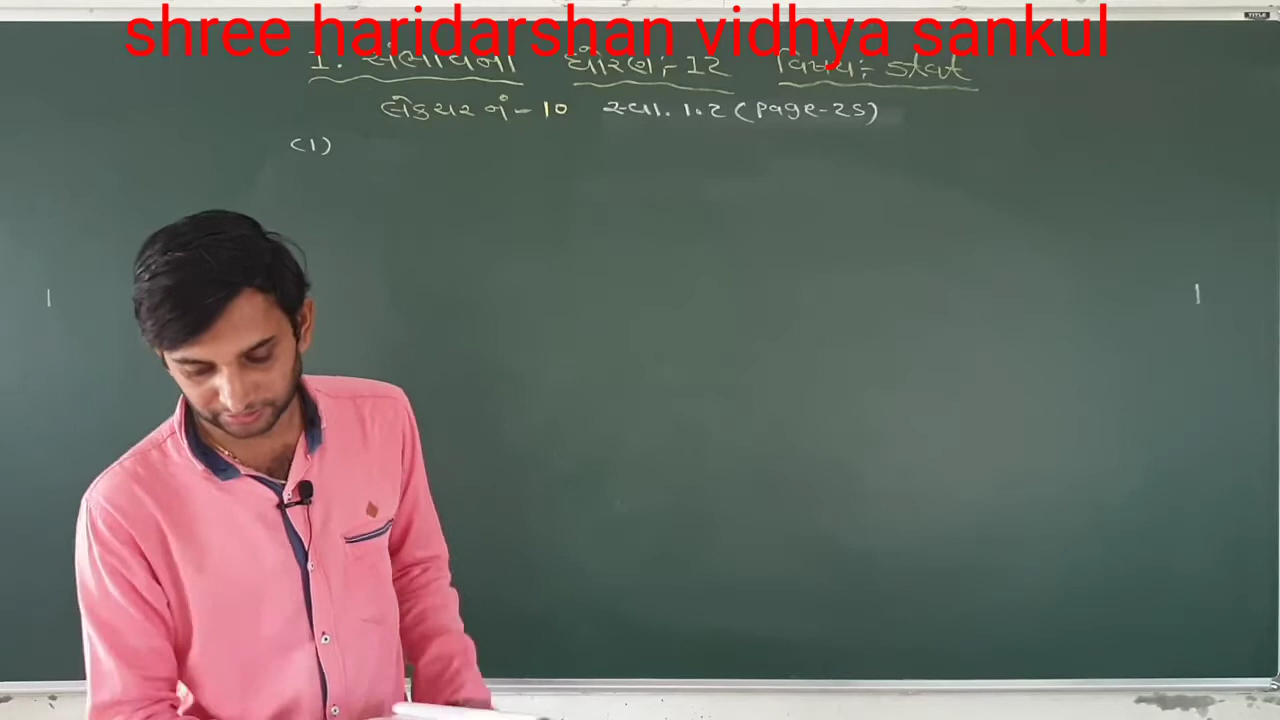 shree haridarshan vidhya sankul
1. સંભાવના ધોરણ:- 12 વિષય:- stat
લેકચર નં - 10 સ્વા. 1.2 (page-25)
(1)